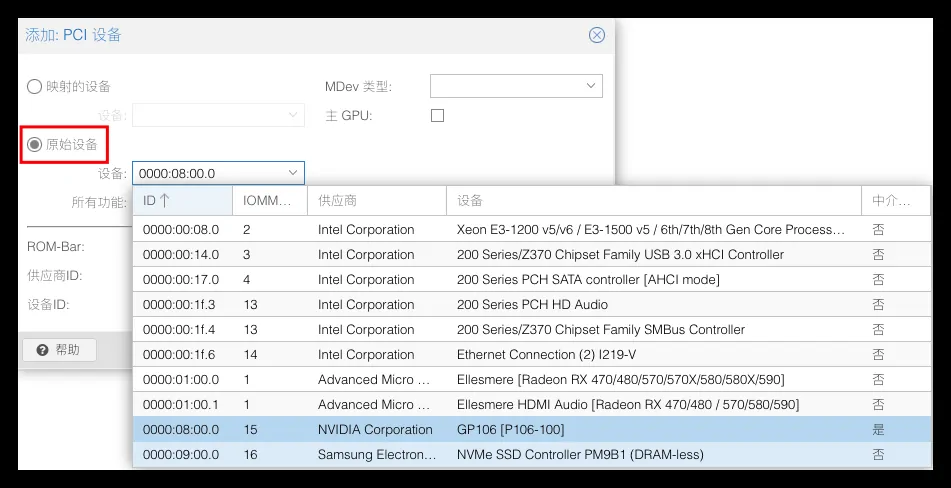 添加: PCI 设备
映射的设备
MDev 类型:
设备:
主 GPU:
原始设备
设备: 0000:08:00.0
所有功能:
ROM-Bar:
供应商ID:
设备ID:
帮助
ID IOMM... 供应商 设备 中介...
0000:00:08.0 2 Intel Corporation Xeon E3-1200 v5/v6 / E3-1500 v5 / 6th/7th/8th Gen Core Process... 否
0000:00:14.0 3 Intel Corporation 200 Series/Z370 Chipset Family USB 3.0 xHCI Controller 否
0000:00:17.0 4 Intel Corporation 200 Series PCH SATA controller [AHCI mode] 否
0000:00:1f.3 13 Intel Corporation 200 Series PCH HD Audio 否
0000:00:1f.4 13 Intel Corporation 200 Series/Z370 Chipset Family SMBus Controller 否
0000:00:1f.6 14 Intel Corporation Ethernet Connection (2) I219-V 否
0000:01:00.0 1 Advanced Micro ... Ellesmere [Radeon RX 470/480/570/570X/580/580X/590] 否
0000:01:00.1 1 Advanced Micro ... Ellesmere HDMI Audio [Radeon RX 470/480 / 570/580/590] 否
0000:08:00.0 15 NVIDIA Corporation GP106 [P106-100] 是
0000:09:00.0 16 Samsung Electron... NVMe SSD Controller PM9B1 (DRAM-less) 否